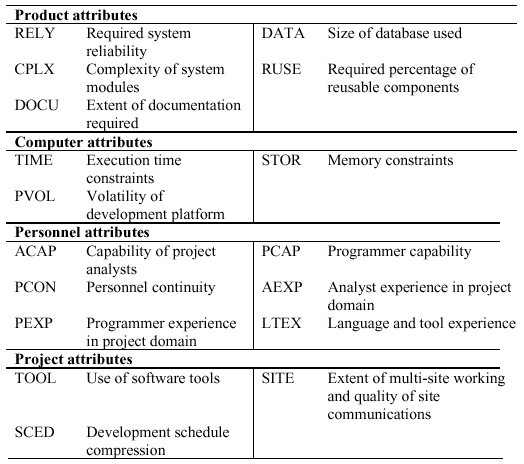 Product attributes
RELY Required system DATA Size of database used
reliability
CPLX Complexity of system RUSE Required percentage of
modules reusable components
DOCU Extent of documentation
required
Computer attributes
TIME Execution time STOR Memory constraints
constraints
PVOL Volatility of
development platform
Personnel attributes
ACAP Capability of project PCAP Programmer capability
analysts
PCON Personnel continuity AEXP Analyst experience in project
domain
PEXP Programmer experience LTEX Language and tool experience
in project domain
Project attributes
TOOL Use of software tools SITE Extent of multi-site working
and quality of site
communications
SCED Development schedule
compression